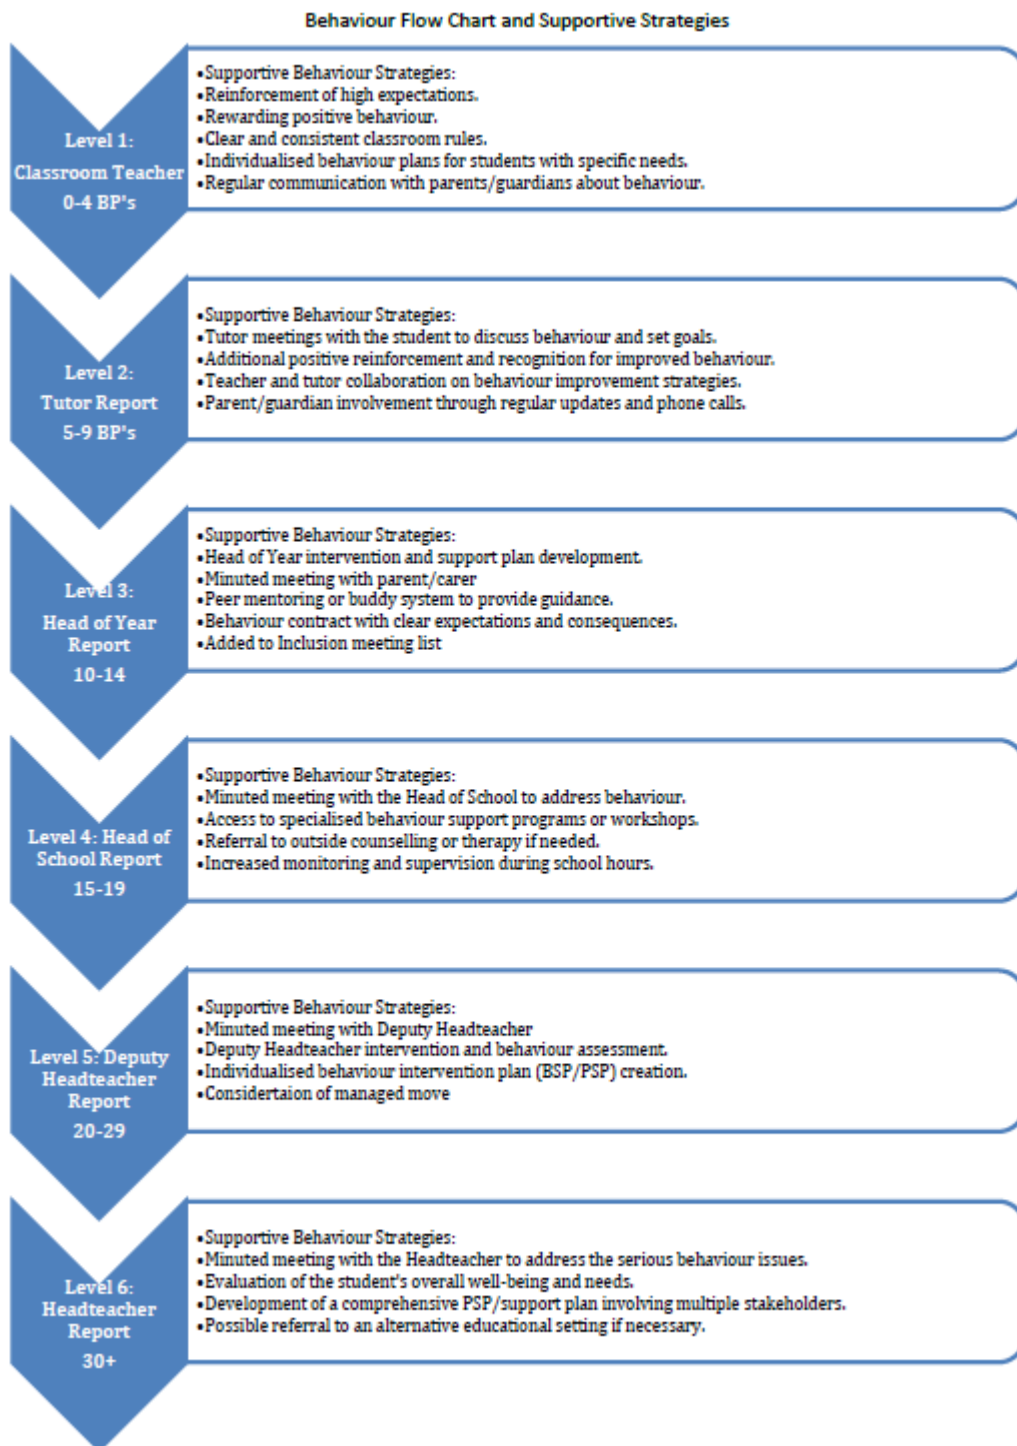 Behaviour Flow Chart and Supportive Strategies
Level 1:
Classroom Teacher
0-4 BP's
•Supportive Behaviour Strategies:
•Reinforcement of high expectations.
•Rewarding positive behaviour.
•Clear and consistent classroom rules.
•Individualised behaviour plans for students with specific needs.
•Regular communication with parents/guardians about behaviour.
Level 2:
Tutor Report
5-9 BP's
•Supportive Behaviour Strategies:
•Tutor meetings with the student to discuss behaviour and set goals.
•Additional positive reinforcement and recognition for improved behaviour.
•Teacher and tutor collaboration on behaviour improvement strategies.
•Parent/guardian involvement through regular updates and phone calls.
Level 3:
Head of Year
Report
10-14
•Supportive Behaviour Strategies:
•Head of Year intervention and support plan development.
•Minuted meeting with parent/carer
•Peer mentoring or buddy system to provide guidance.
•Behaviour contract with clear expectations and consequences.
•Added to Inclusion meeting list
Level 4: Head of
School Report
15-19
•Supportive Behaviour Strategies:
•Minuted meeting with the Head of School to address behaviour.
•Access to specialised behaviour support programs or workshops.
•Referral to outside counselling or therapy if needed.
•Increased monitoring and supervision during school hours.
Level 5: Deputy
Headteacher
Report
20-29
•Supportive Behaviour Strategies:
•Minuted meeting with Deputy Headteacher
•Deputy Headteacher intervention and behaviour assessment.
•Individualised behaviour intervention plan (BSP/PSP) creation.
•Considertaion of managed move
Level 6:
Headteacher
Report
30+
•Supportive Behaviour Strategies:
•Minuted meeting with the Headteacher to address the serious behaviour issues.
•Evaluation of the student's overall well-being and needs.
•Development of a comprehensive PSP/support plan involving multiple stakeholders.
•Possible referral to an alternative educational setting if necessary.